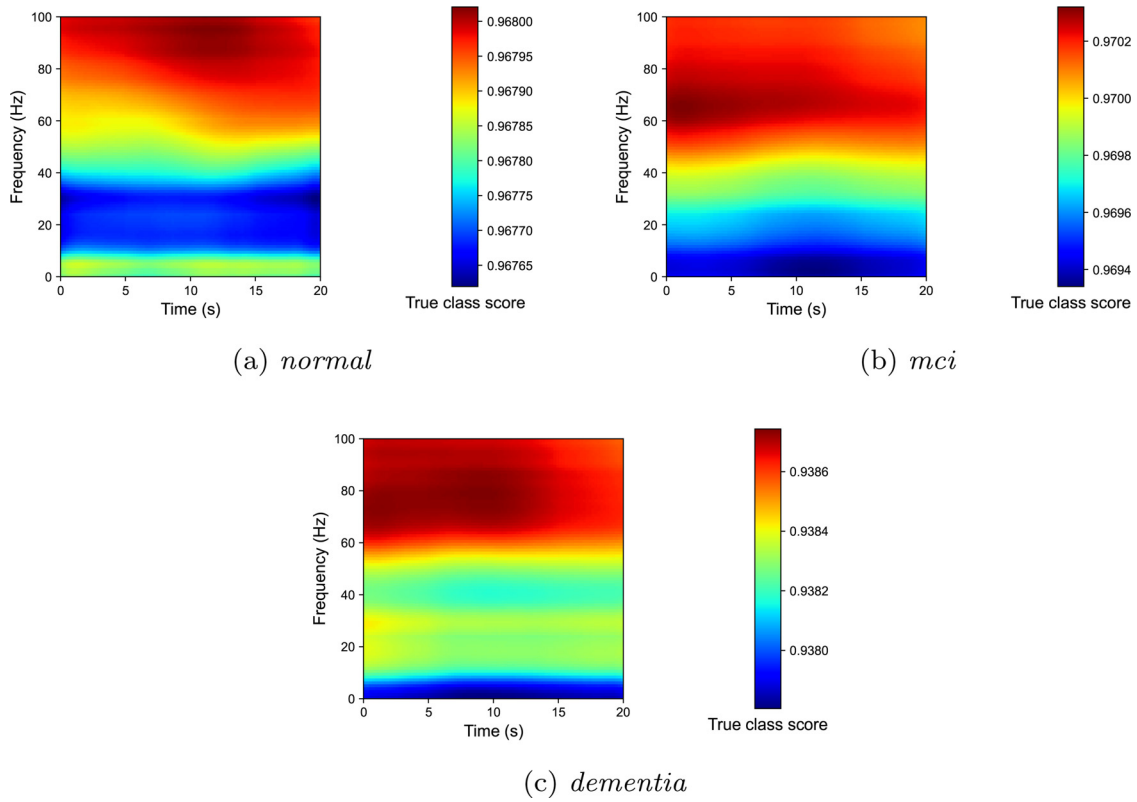 100
80
60
40
20
0
Frequency (Hz)
0 5 10 15 20
Time (s)
0.96800
0.96795
0.96790
0.96785
0.96780
0.96775
0.96770
0.96765
True class score
(a) normal
100
80
60
40
20
0
Frequency (Hz)
0 5 10 15 20
Time (s)
0.9702
0.9700
0.9698
0.9696
0.9694
True class score
(b) mci
100
80
60
40
20
0
Frequency (Hz)
0 5 10 15 20
Time (s)
0.9386
0.9384
0.9382
0.9380
True class score
(c) dementia